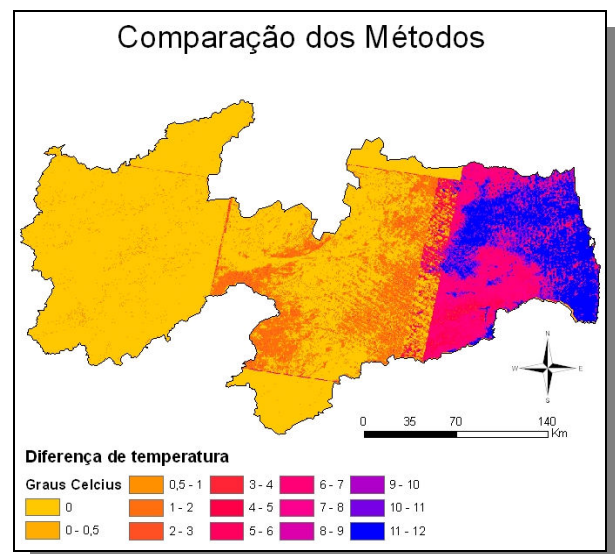 Comparação dos Métodos
N
W E
S
0 35 70 140
Km
Diferença de temperatura
Graus Celcius
0
0 - 0,5
0,5 - 1
1 - 2
2 - 3
3 - 4
4 - 5
5 - 6
6 - 7
7 - 8
8 - 9
9 - 10
10 - 11
11 - 12